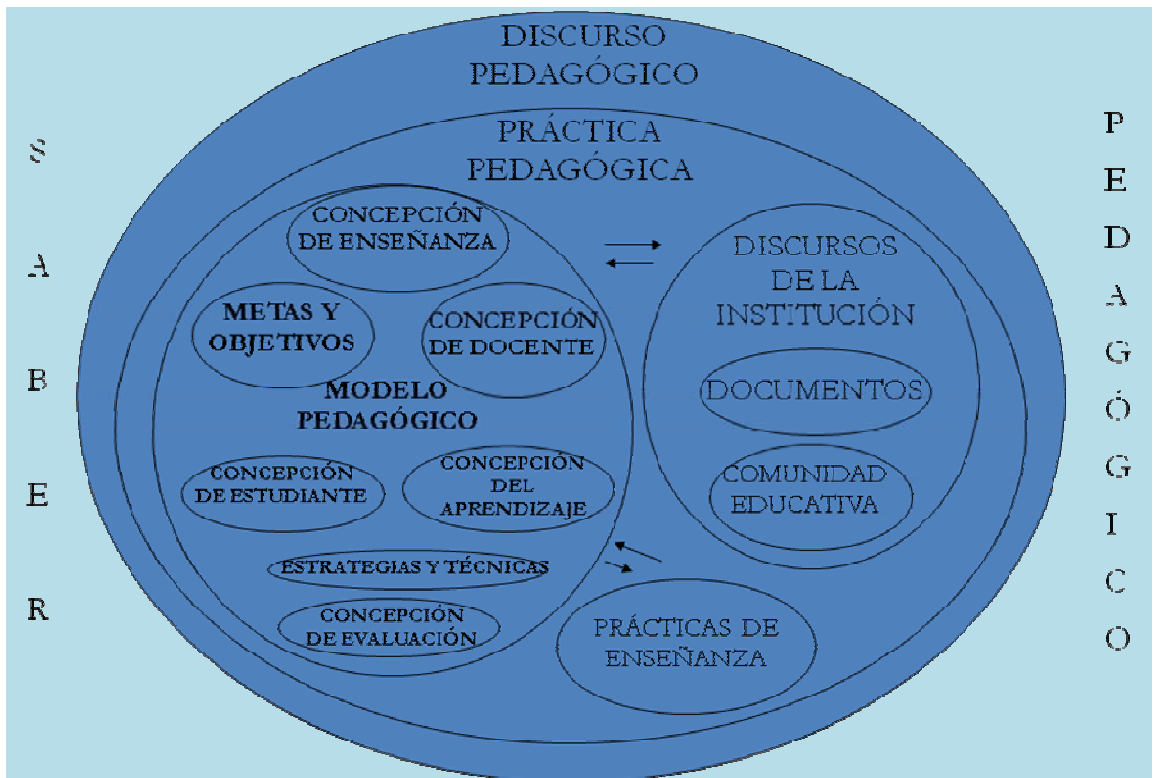 DISCURSO
PEDAGÓGICO
PRÁCTICA
PEDAGÓGICA
S
A
B
E
R
CONCEPCIÓN
DE ENSEÑANZA
METAS Y
OBJETIVOS
CONCEPCIÓN
DE DOCENTE
MODELO
PEDAGÓGICO
CONCEPCIÓN
DE ESTUDIANTE
CONCEPCIÓN
DEL
APRENDIZAJE
ESTRATEGIAS Y TÉCNICAS
CONCEPCIÓN
DE EVALUACIÓN
DISCURSOS
DE LA
INSTITUCIÓN
DOCUMENTOS
COMUNIDAD
EDUCATIVA
PRÁCTICAS DE
ENSEÑANZA
P
E
D
A
G
Ó
G
I
C
O